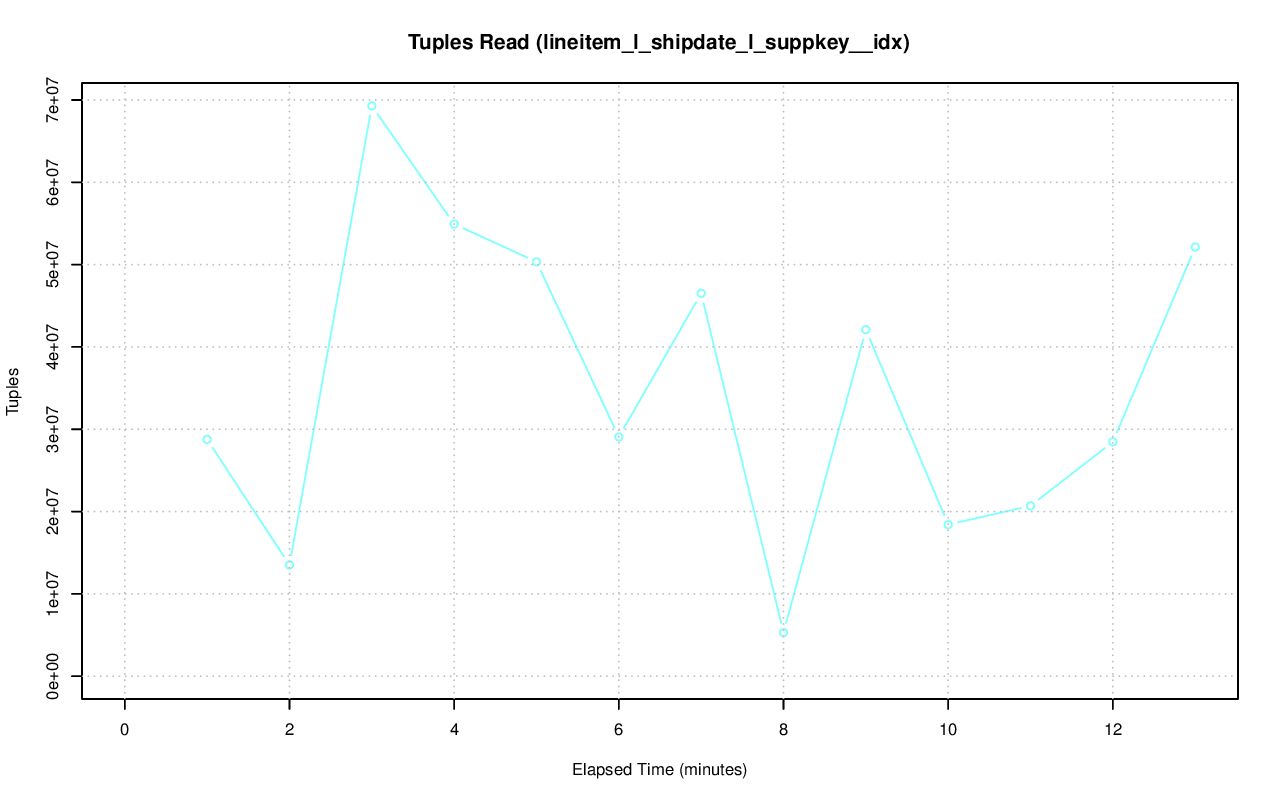 Tuples Read (lineitem_l_shipdate_l_suppkey__idx)
Tuples
7e+07
6e+07
5e+07
4e+07
3e+07
2e+07
1e+07
0e+00
0 2 4 6 8 10 12
Elapsed Time (minutes)